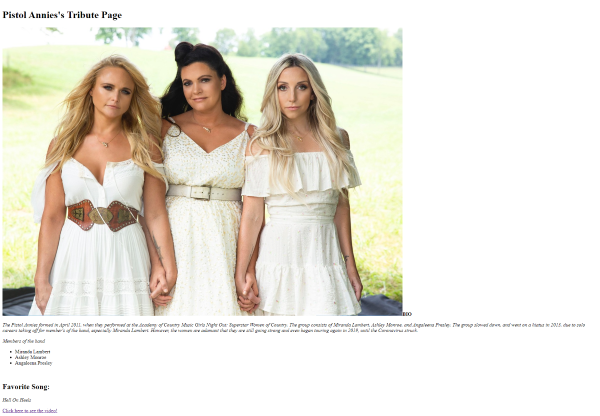 Pistol Annies's Tribute Page
BIO
The Pistol Annies formed in April 2011, when they performed at the Academy of Country Music Girls Night Out: Superstar Women of Country. The group consists of Miranda Lambert, Ashley Monroe, and Angaleena Presley. The group slowed down, and went on a hiatus in 2013, due to solo
careers taking off for member's of the band, especially Miranda Lambert. However, the women are adamant that they are still going strong and even began touring again in 2019, until the Coronavirus struck.
Members of the band:
Miranda Lambert
Ashley Monroe
Angaleena Presley
Favorite Song:
Hell On Heels
Click here to see the video!